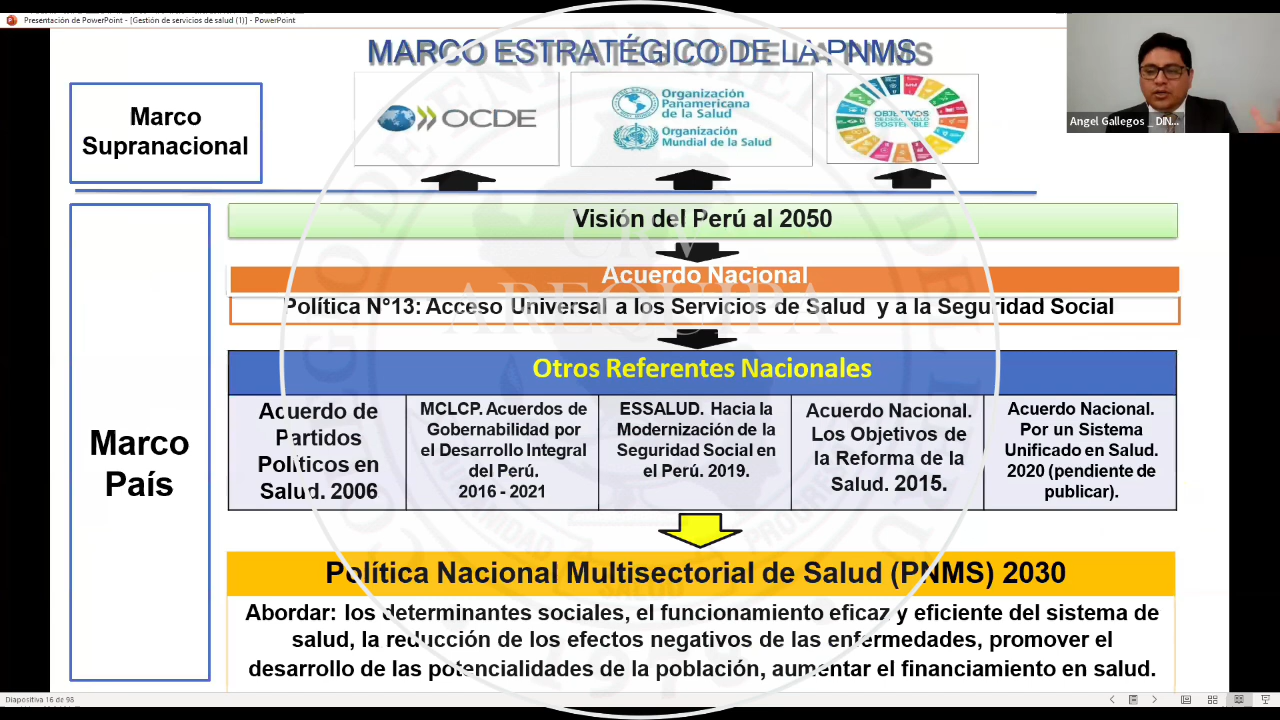 Presentación de PowerPoint - [Gestión de servicios de salud (1)] - PowerPoint
MARCO ESTRATÉGICO DE LA PNMS
Angel Gallegos _ DIN...
Marco
Supranacional
OCDE
Organización
Panamericana
de la Salud
Organización
Mundial de la Salud
OBJETIVOS
DE DESARROLLO
SOSTENIBLE
Visión del Perú al 2050
Acuerdo Nacional
Política N°13: Acceso Universal a los Servicios de Salud y a la Seguridad Social
AREQUIPA
Marco
País
Otros Referentes Nacionales
Acuerdo de
Partidos
Políticos en
Salud. 2006
MCLCP. Acuerdos de
Gobernabilidad por
el Desarrollo Integral
del Perú.
2016 - 2021
ESSALUD. Hacia la
Modernización de la
Seguridad Social en
el Perú. 2019.
Acuerdo Nacional.
Los Objetivos de
la Reforma de la
Salud. 2015.
Acuerdo Nacional.
Por un Sistema
Unificado en Salud.
2020 (pendiente de
publicar).
Política Nacional Multisectorial de Salud (PNMS) 2030
Abordar: los determinantes sociales, el funcionamiento eficaz y eficiente del sistema de
salud, la reducción de los efectos negativos de las enfermedades, promover el
desarrollo de las potencialidades de la población, aumentar el financiamiento en salud.
Diapositiva 16 de 98